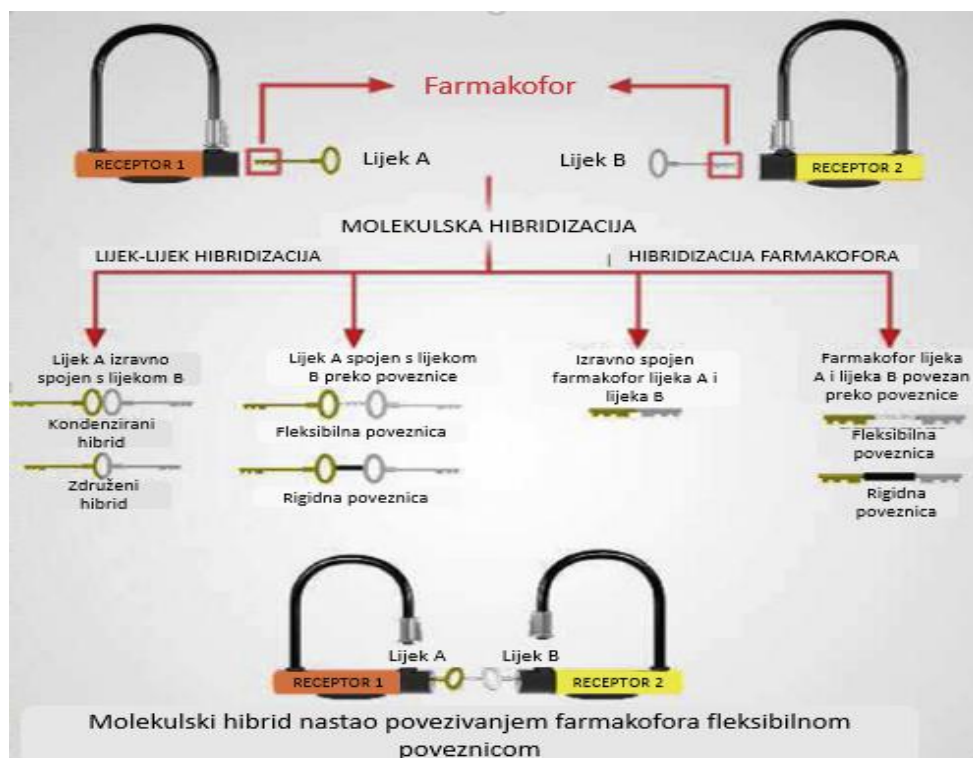 Farmakofor
RECEPTOR 1
Lijek A
Lijek B
RECEPTOR 2
MOLEKULSKA HIBRIDIZACIJA
LIJEK-LIJEK HIBRIDIZACIJA
HIBRIDIZACIJA FARMAKOFORA
Lijek A izravno
spojen s lijekom B
Kondenzirani
hibrid
Združeni
hibrid
Lijek A spojen s lijekom
B preko poveznice
Fleksibilna poveznica
Rigidna poveznica
Izravno spojen
farmakofor lijeka A i
lijeka B
Farmakofor lijeka
A i lijeka B povezan
preko poveznice
Fleksibilna
poveznica
Rigidna
poveznica
Lijek A
Lijek B
RECEPTOR 1
RECEPTOR 2
Molekulski hibrid nastao povezivanjem farmakofora fleksibilnom
poveznicom